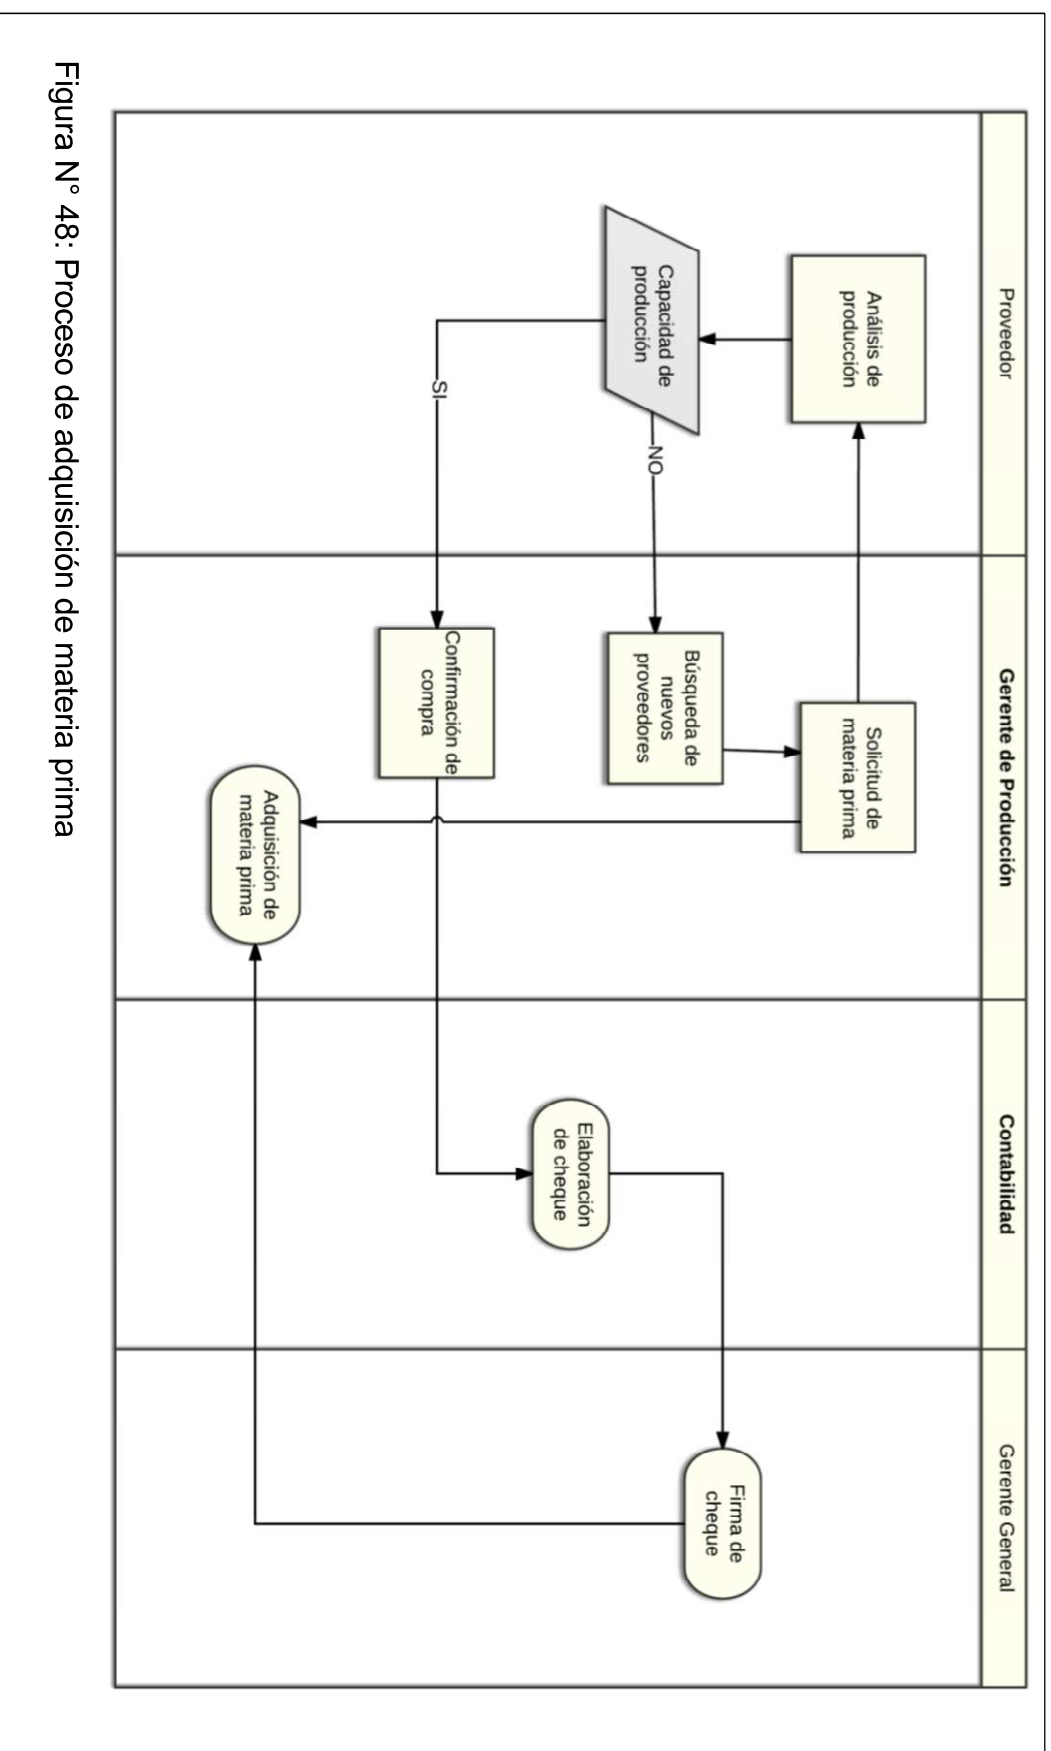 Proveedor
Gerente de Producción
Contabilidad
Gerente General
Análisis de
producción
Solicitud de
materia prima
Capacidad de
producción
NO
Búsqueda de
nuevos
proveedores
SI
Confirmación de
compra
Elaboración
de cheque
Firma de
cheque
Adquisición de
materia prima
Figura N° 48: Proceso de adquisición de materia prima